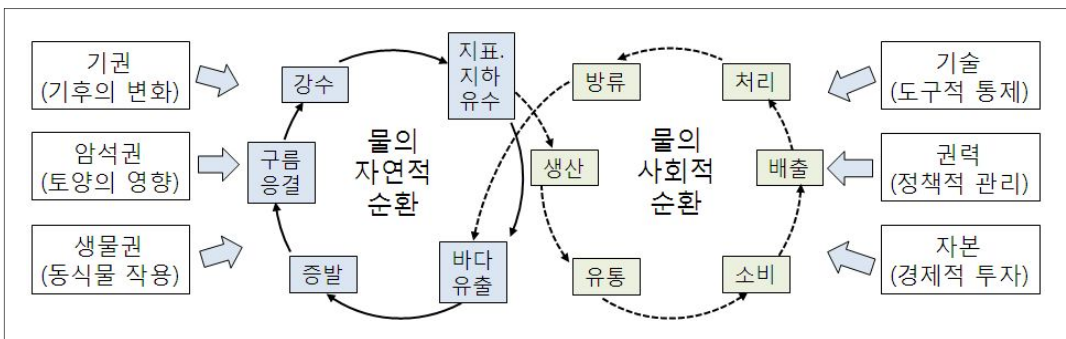 기권
(기후의 변화)
암석권
(토양의 영향)
생물권
(동식물 작용)
강수
지표.
지하
유수
구름
응결
물의
자연적
순환
증발
바다
유출
방류
처리
생산
물의
사회적
순환
배출
유통
소비
기술
(도구적 통제)
권력
(정책적 관리)
자본
(경제적 투자)